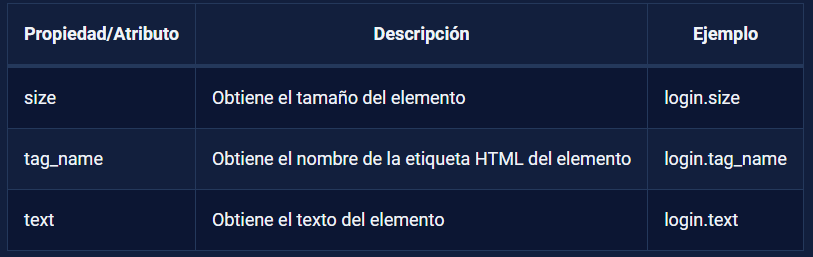 Propiedad/Atributo Descripción Ejemplo
size Obtiene el tamaño del elemento login.size
tag_name Obtiene el nombre de la etiqueta HTML del elemento login.tag_name
text Obtiene el texto del elemento login.text